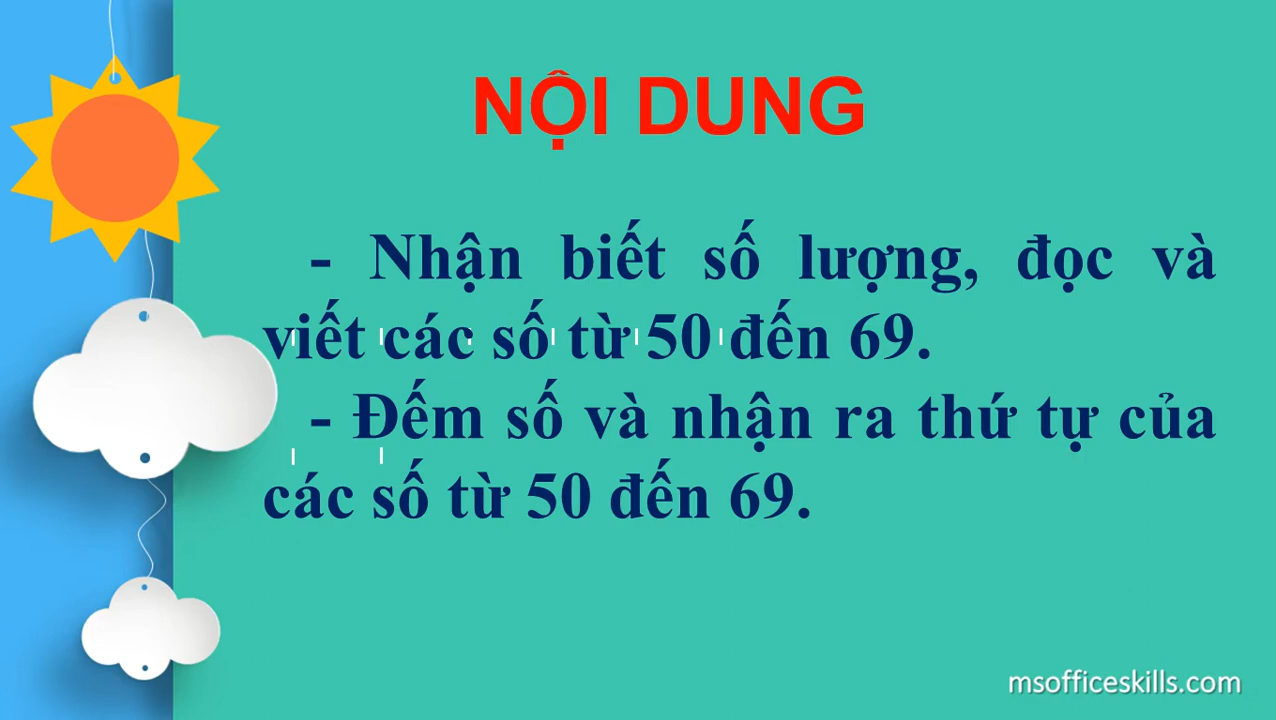 NỘI DUNG
- Nhận biết số lượng, đọc và
viết các số từ 50 đến 69.
- Đếm số và nhận ra thứ tự của
các số từ 50 đến 69.
msofficeskills.com